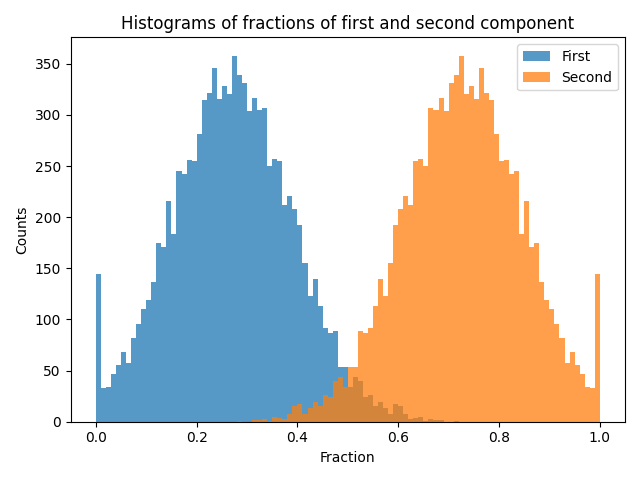 Histograms of fractions of first and second component
First
Second
Counts
350
300
250
200
150
100
50
0
0.0 0.2 0.4 0.6 0.8 1.0
Fraction